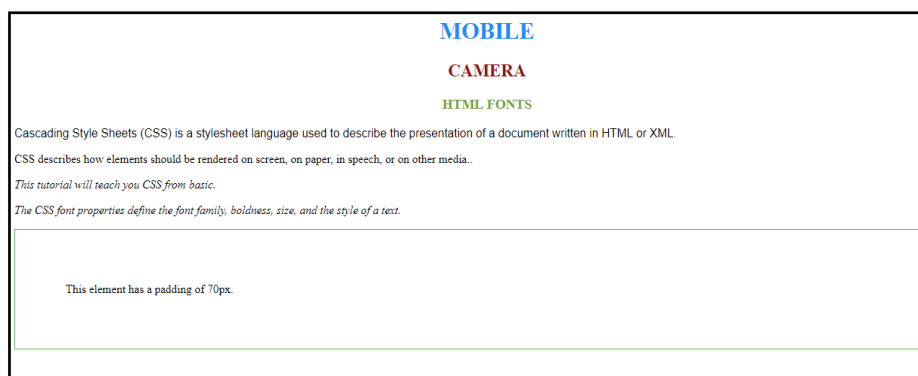 MOBILE
CAMERA
HTML FONTS
Cascading Style Sheets (CSS) is a stylesheet language used to describe the presentation of a document written in HTML or XML.
CSS describes how elements should be rendered on screen, on paper, in speech, or on other media..
This tutorial will teach you CSS from basic.
The CSS font properties define the font family, boldness, size, and the style of a text.
This element has a padding of 70px.